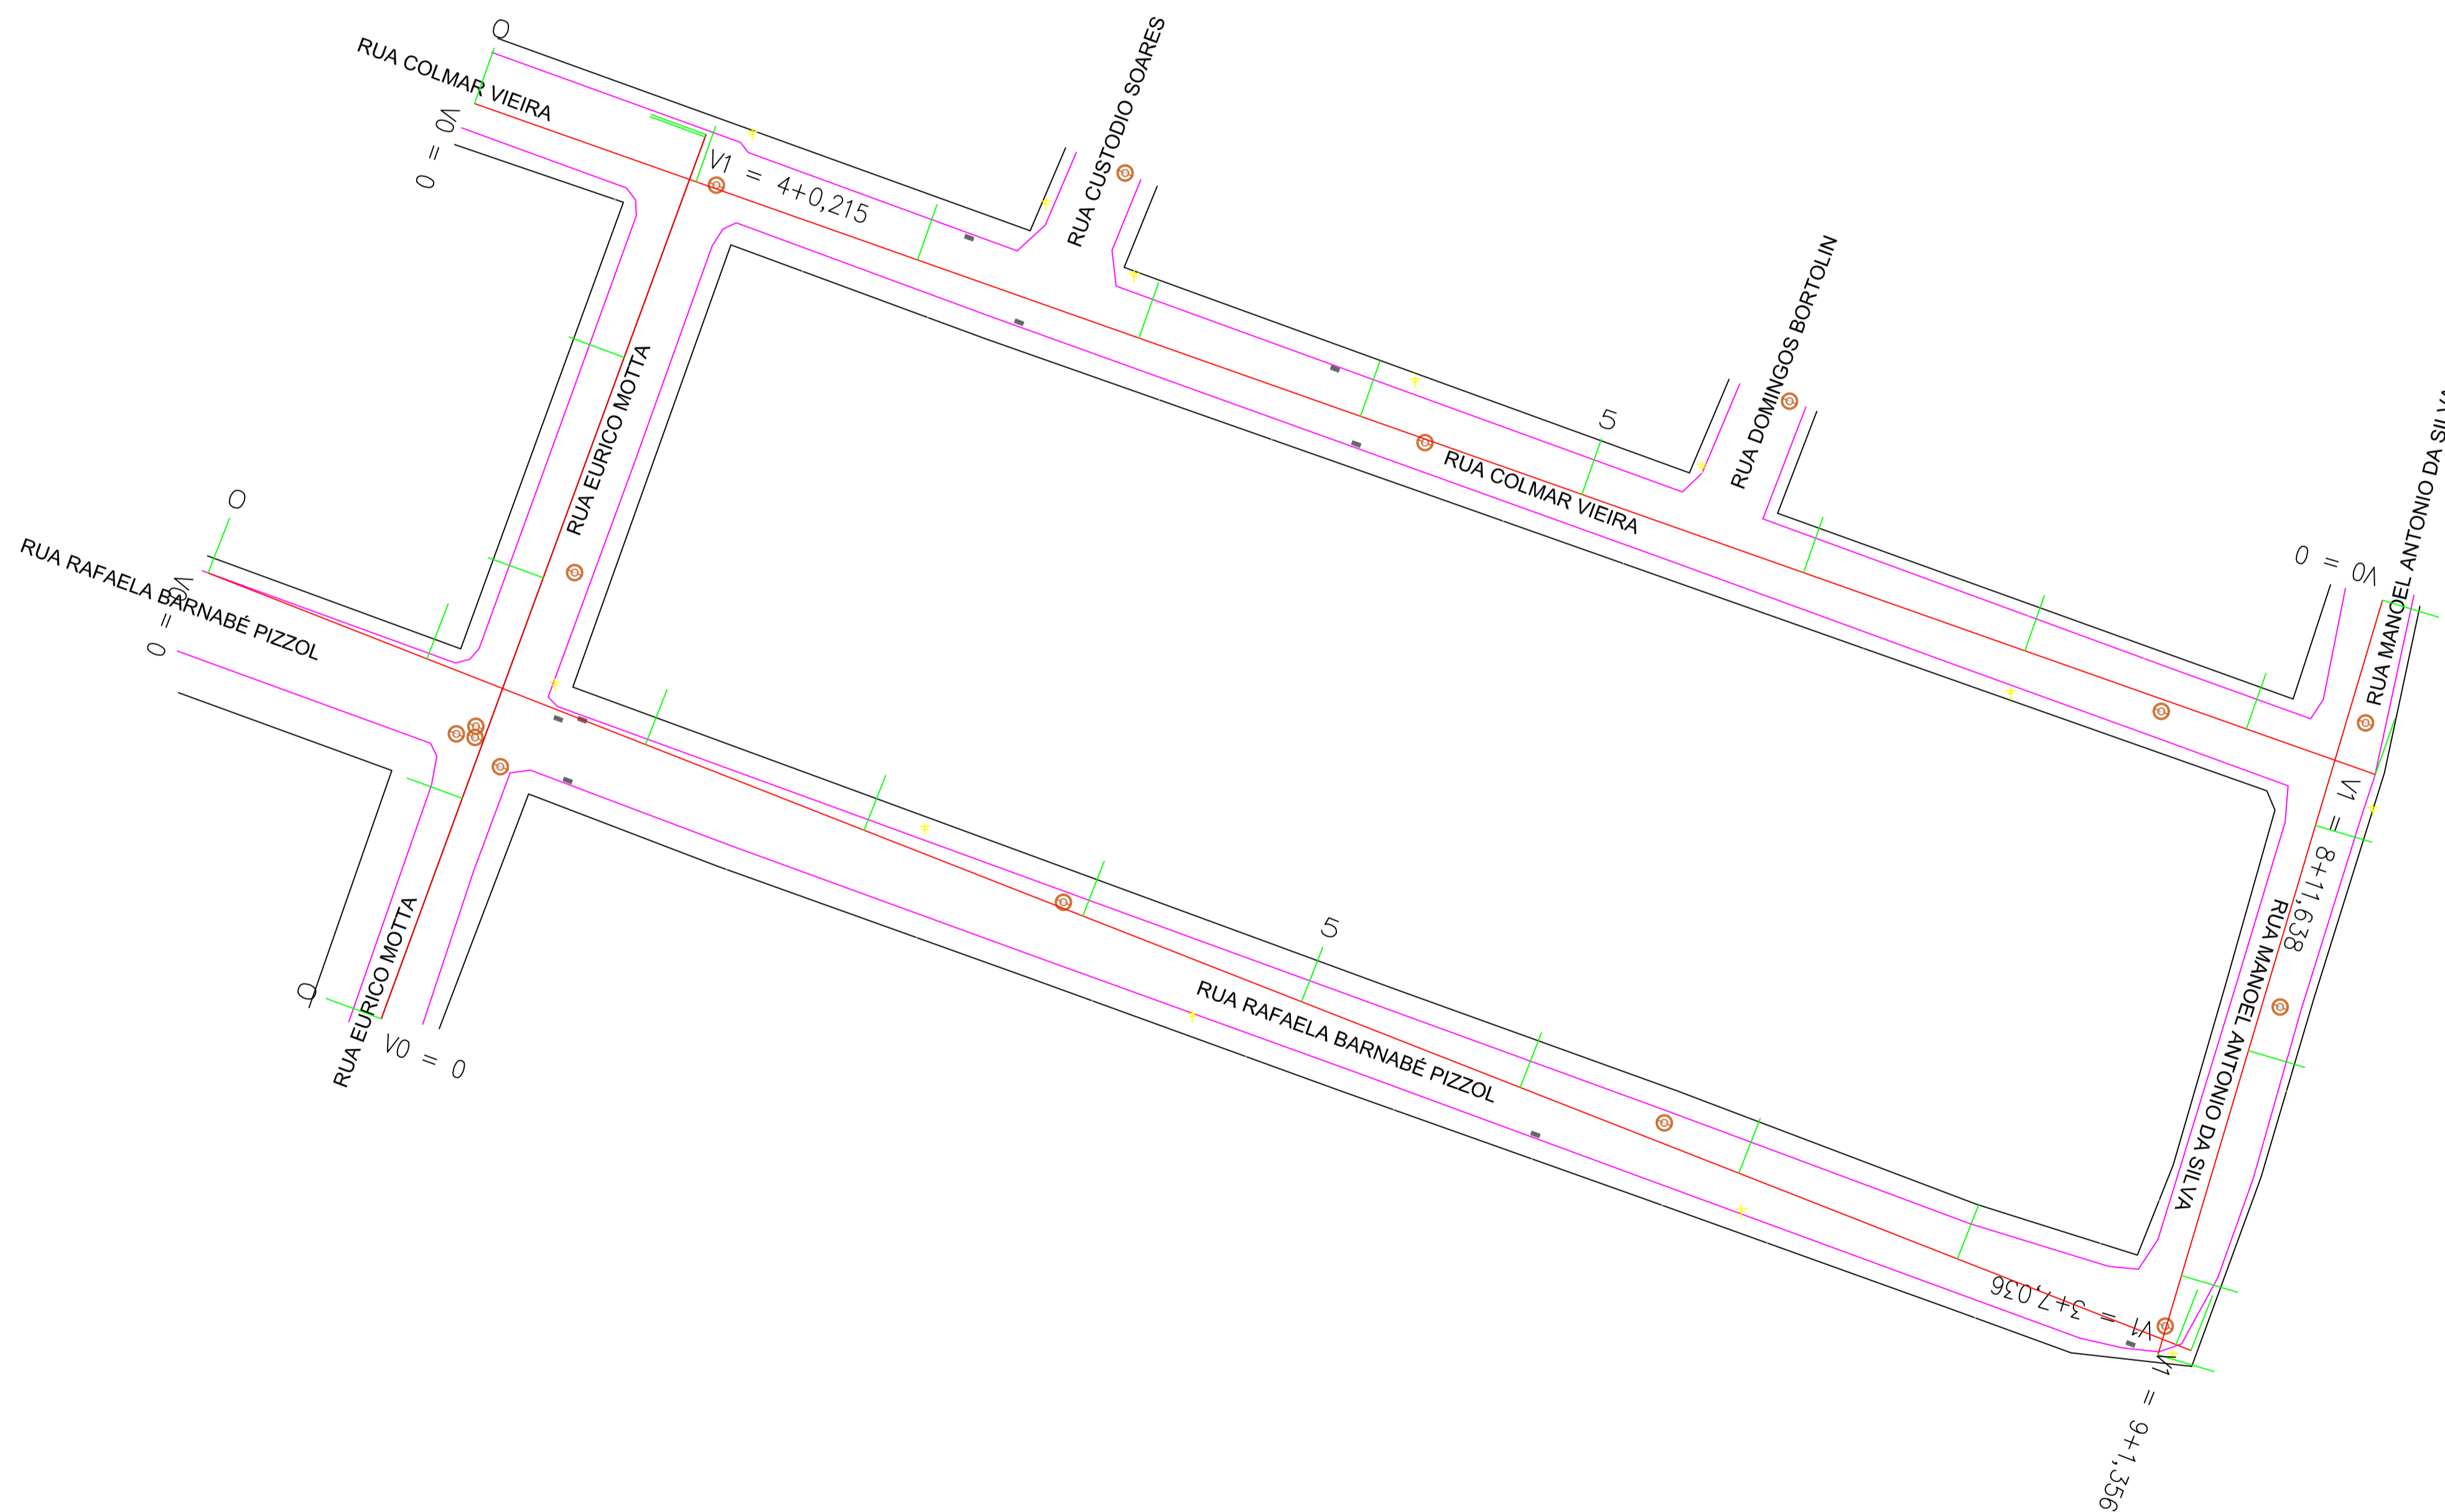 0
RUA COLMAR VIEIRA
V0 = 0
V1 = 4+0,215
RUA CUSTODIO SOARES
RUA DOMINGOS BORTOLIN
RUA EURICO MOTTA
5
RUA COLMAR VIEIRA
V0 = 0
RUA MANOEL ANTONIO DA SILVA
0
RUA RAFAELA BARNABÉ PIZZOL
V0 = 0
V1 = 8+11,638
RUA MANOEL ANTONIO DA SILVA
5
RUA RAFAELA BARNABÉ PIZZOL
0
RUA EURICO MOTTA
V0 = 0
V1 = 3+7,036
V1 = 9+1,356